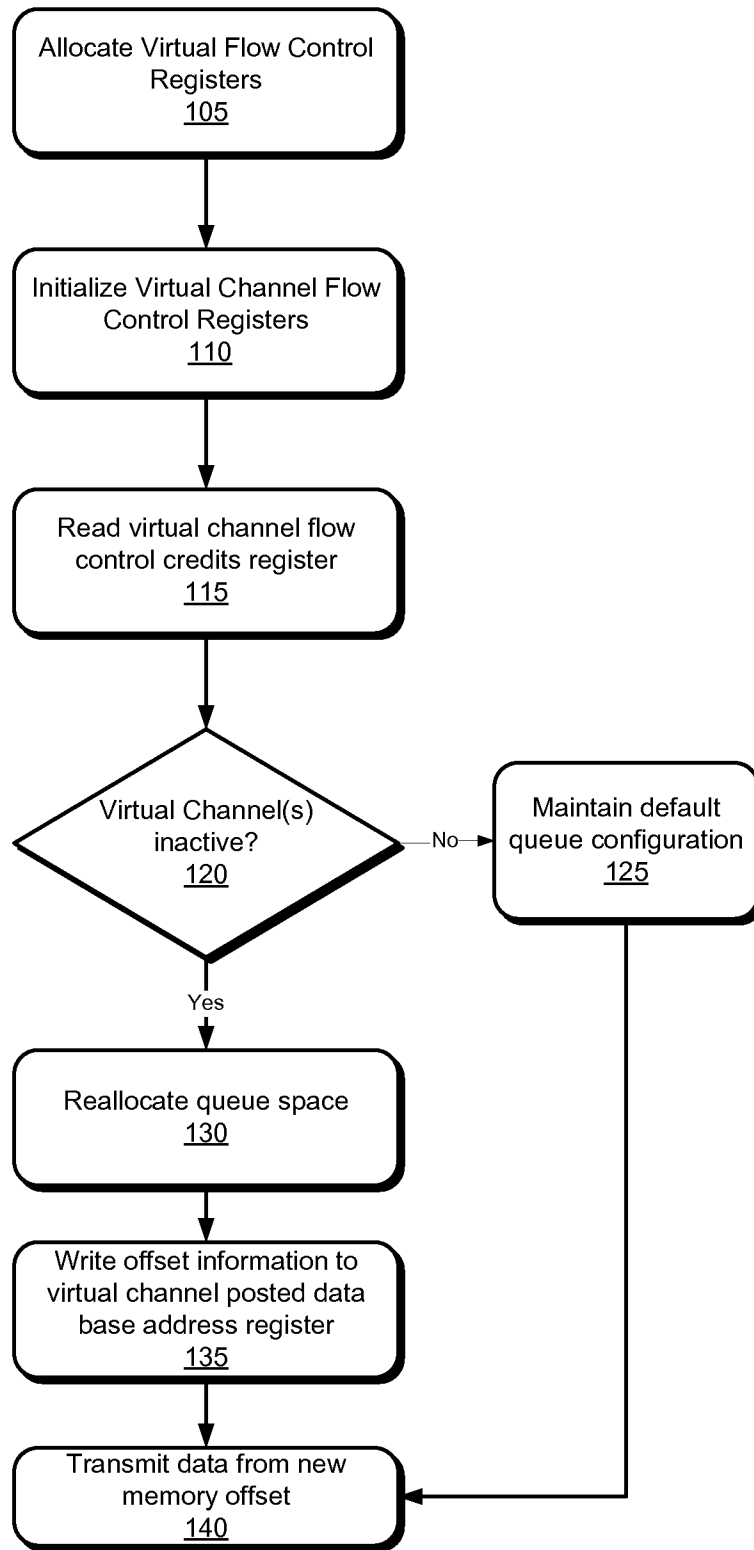 Allocate Virtual Flow Control
Registers
105
Initialize Virtual Channel Flow
Control Registers
110
Read virtual channel flow
control credits register
115
Virtual Channel(s)
inactive?
120
No
Maintain default
queue configuration
125
Yes
Reallocate queue space
130
Write offset information to
virtual channel posted data
base address register
135
Transmit data from new
memory offset
140